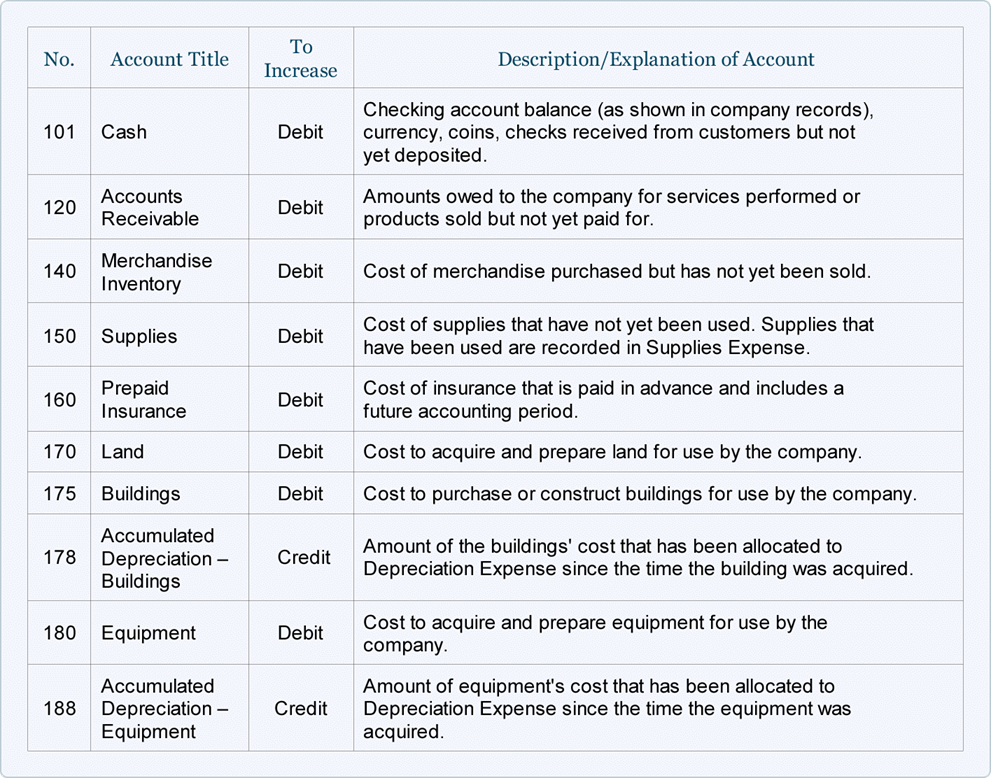 No.
Account Title
To
Increase
Description/Explanation of Account
101
Cash
Debit
Checking account balance (as shown in company records),
currency, coins, checks received from customers but not
yet deposited.
120
Accounts
Receivable
Debit
Amounts owed to the company for services performed or
products sold but not yet paid for.
140
Merchandise
Inventory
Debit
Cost of merchandise purchased but has not yet been sold.
150
Supplies
Debit
Cost of supplies that have not yet been used. Supplies that
have been used are recorded in Supplies Expense.
160
Prepaid
Insurance
Debit
Cost of insurance that is paid in advance and includes a
future accounting period.
170
Land
Debit
Cost to acquire and prepare land for use by the company.
175
Buildings
Debit
Cost to purchase or construct buildings for use by the company.
178
Accumulated
Depreciation –
Buildings
Credit
Amount of the buildings' cost that has been allocated to
Depreciation Expense since the time the building was acquired.
180
Equipment
Debit
Cost to acquire and prepare equipment for use by the
company.
188
Accumulated
Depreciation –
Equipment
Credit
Amount of equipment's cost that has been allocated to
Depreciation Expense since the time the equipment was
acquired.